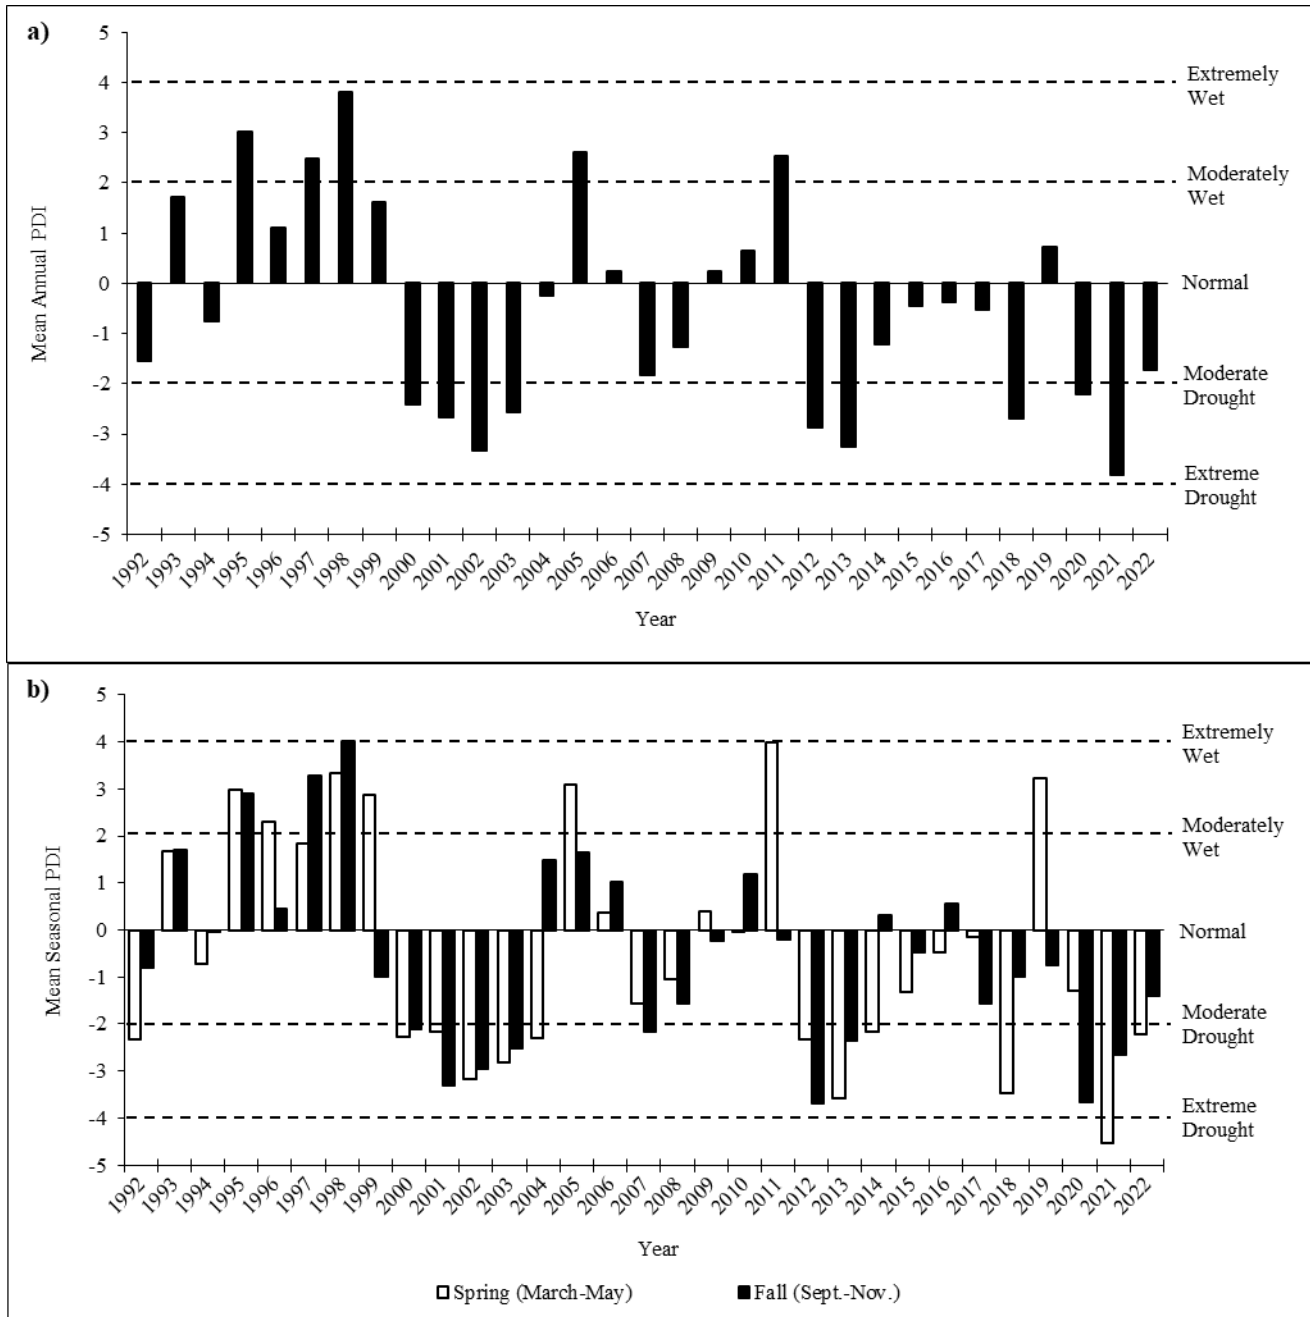 a)
5
4
3
2
1
0
-1
-2
-3
-4
-5
Mean Annual PDI
Extremely
Wet
Moderately
Wet
Normal
Moderate
Drought
Extreme
Drought
1992 1993 1994 1995 1996 1997 1998 1999 2000 2001 2002 2003 2004 2005 2006 2007 2008 2009 2010 2011 2012 2013 2014 2015 2016 2017 2018 2019 2020 2021 2022
Year
b)
5
4
3
2
1
0
-1
-2
-3
-4
-5
Mean Seasonal PDI
Extremely
Wet
Moderately
Wet
Normal
Moderate
Drought
Extreme
Drought
1992 1993 1994 1995 1996 1997 1998 1999 2000 2001 2002 2003 2004 2005 2006 2007 2008 2009 2010 2011 2012 2013 2014 2015 2016 2017 2018 2019 2020 2021 2022
Year
Spring (March-May) Fall (Sept.-Nov.)